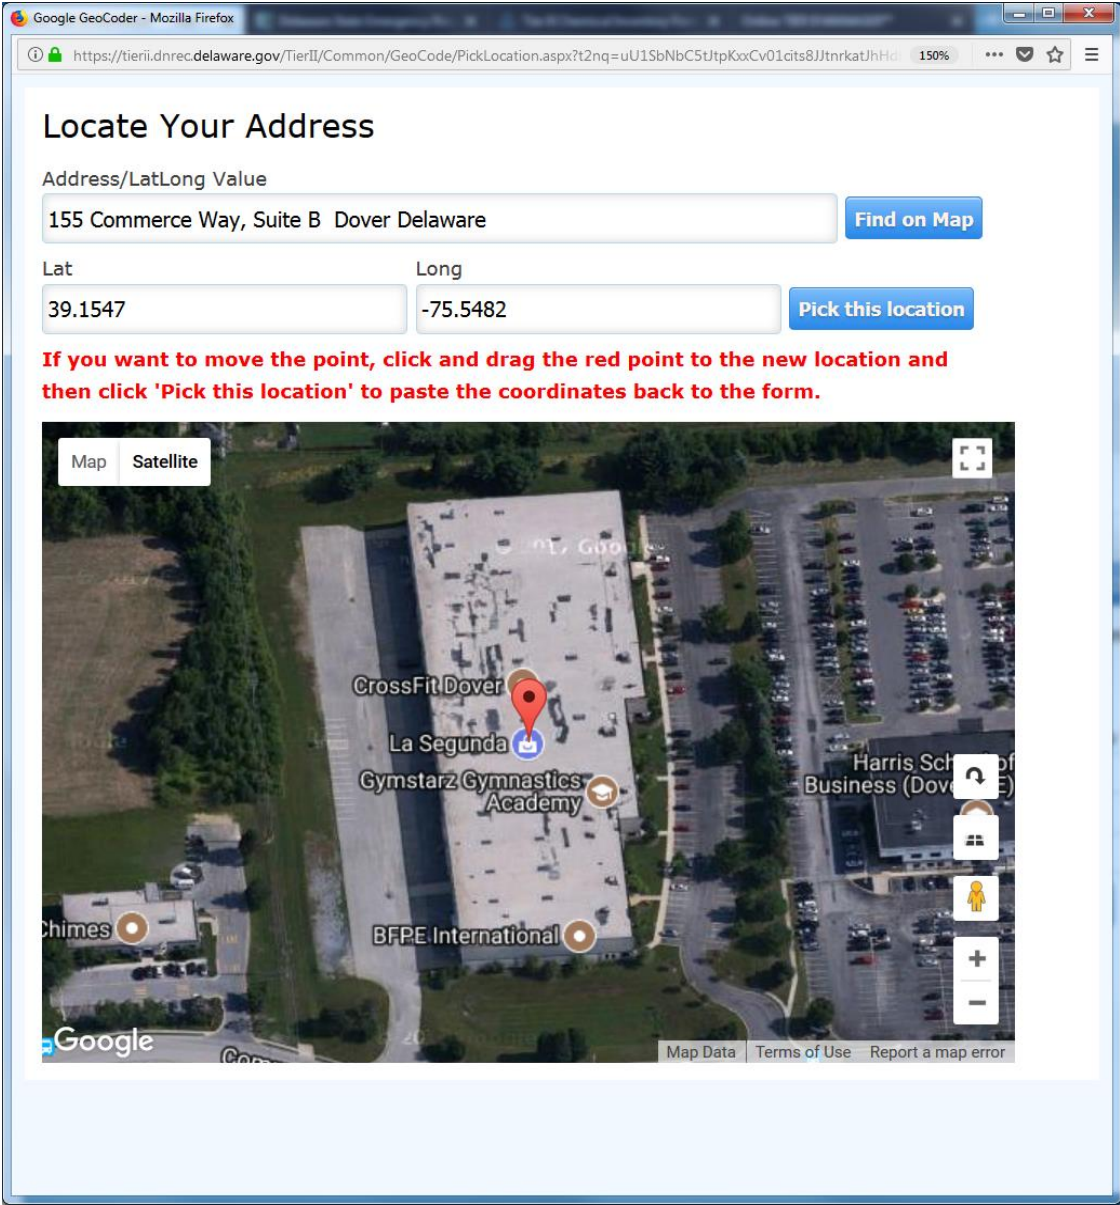 Google GeoCoder - Mozilla Firefox
https://tierii.dnrec.delaware.gov/TierII/Common/GeoCode/PickLocation.aspx?t2nq=uU1SbNbC5tJtpKxxCv01cits8JJtnrkatJhHd
150%
Locate Your Address
Address/LatLong Value
155 Commerce Way, Suite B  Dover Delaware
Find on Map
Lat
Long
39.1547
-75.5482
Pick this location
If you want to move the point, click and drag the red point to the new location and
then click 'Pick this location' to paste the coordinates back to the form.
Map
Satellite
Google
CrossFit Dover
La Segunda
Gymstarz Gymnastics
Academy
Harris of
Business
Chimes
BFPE International
Google
Map Data
Terms of Use
Report a map error